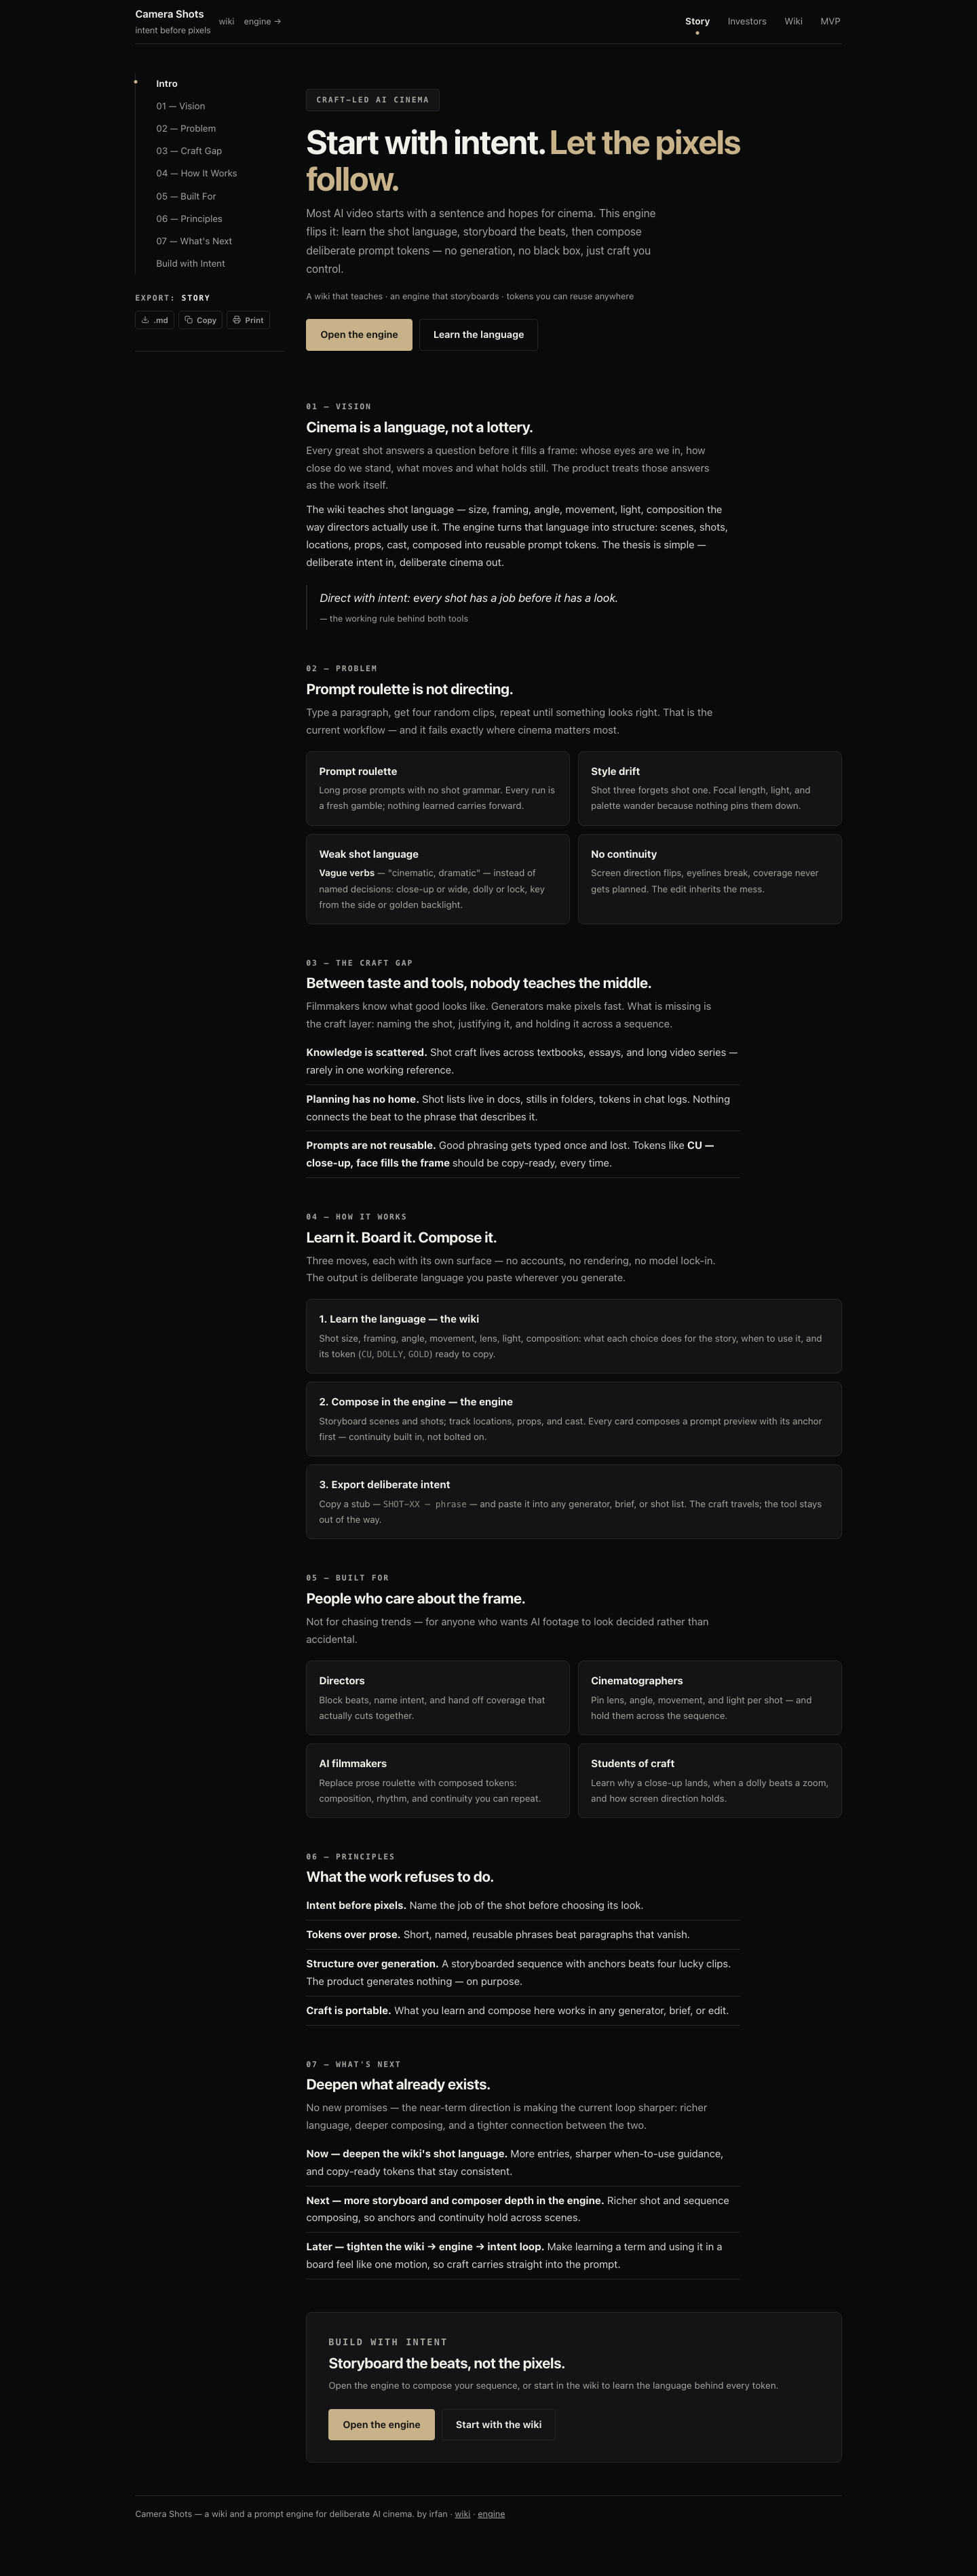 Camera Shots
intent before pixels
wiki engine →
Story Investors Wiki MVP
Intro
01 — Vision
02 — Problem
03 — Craft Gap
04 — How It Works
05 — Built For
06 — Principles
07 — What's Next
Build with Intent
EXPORT: STORY
.md Copy Print
CRAFT-LED AI CINEMA
Start with intent. Let the pixels
follow.
Most AI video starts with a sentence and hopes for cinema. This engine
flips it: learn the shot language, storyboard the beats, then compose
deliberate prompt tokens — no generation, no black box, just craft you
control.
A wiki that teaches · an engine that storyboards · tokens you can reuse anywhere
Open the engine Learn the language
01 — VISION
Cinema is a language, not a lottery.
Every great shot answers a question before it fills a frame: whose eyes are we in, how
close do we stand, what moves and what holds still. The product treats those answers
as the work itself.
The wiki teaches shot language — size, framing, angle, movement, light, composition the
way directors actually use it. The engine turns that language into structure: scenes, shots,
locations, props, cast, composed into reusable prompt tokens. The thesis is simple —
deliberate intent in, deliberate cinema out.
Direct with intent: every shot has a job before it has a look.
— the working rule behind both tools
02 — PROBLEM
Prompt roulette is not directing.
Type a paragraph, get four random clips, repeat until something looks right. That is the
current workflow — and it fails exactly where cinema matters most.
Prompt roulette
Long prose prompts with no shot grammar. Every run is
a fresh gamble; nothing learned carries forward.
Style drift
Shot three forgets shot one. Focal length, light, and
palette wander because nothing pins them down.
Weak shot language
Vague verbs — "cinematic, dramatic" — instead of
named decisions: close-up or wide, dolly or lock, key
from the side or golden backlight.
No continuity
Screen direction flips, eyelines break, coverage never
gets planned. The edit inherits the mess.
03 — THE CRAFT GAP
Between taste and tools, nobody teaches the middle.
Filmmakers know what good looks like. Generators make pixels fast. What is missing is
the craft layer: naming the shot, justifying it, and holding it across a sequence.
Knowledge is scattered. Shot craft lives across textbooks, essays, and long video series —
rarely in one working reference.
Planning has no home. Shot lists live in docs, stills in folders, tokens in chat logs. Nothing
connects the beat to the phrase that describes it.
Prompts are not reusable. Good phrasing gets typed once and lost. Tokens like CU —
close-up, face fills the frame should be copy-ready, every time.
04 — HOW IT WORKS
Learn it. Board it. Compose it.
Three moves, each with its own surface — no accounts, no rendering, no model lock-in.
The output is deliberate language you paste wherever you generate.
1. Learn the language — the wiki
Shot size, framing, angle, movement, lens, light, composition: what each choice does for the story, when to use it, and
its token (CU, DOLLY, GOLD) ready to copy.
2. Compose in the engine — the engine
Storyboard scenes and shots; track locations, props, and cast. Every card composes a prompt preview with its anchor
first — continuity built in, not bolted on.
3. Export deliberate intent
Copy a stub — SHOT-XX — phrase — and paste it into any generator, brief, or shot list. The craft travels; the tool stays
out of the way.
05 — BUILT FOR
People who care about the frame.
Not for chasing trends — for anyone who wants AI footage to look decided rather than
accidental.
Directors
Block beats, name intent, and hand off coverage that
actually cuts together.
Cinematographers
Pin lens, angle, movement, and light per shot — and
hold them across the sequence.
AI filmmakers
Replace prose roulette with composed tokens:
composition, rhythm, and continuity you can repeat.
Students of craft
Learn why a close-up lands, when a dolly beats a zoom,
and how screen direction holds.
06 — PRINCIPLES
What the work refuses to do.
Intent before pixels. Name the job of the shot before choosing its look.
Tokens over prose. Short, named, reusable phrases beat paragraphs that vanish.
Structure over generation. A storyboarded sequence with anchors beats four lucky clips.
The product generates nothing — on purpose.
Craft is portable. What you learn and compose here works in any generator, brief, or edit.
07 — WHAT'S NEXT
Deepen what already exists.
No new promises — the near-term direction is making the current loop sharper: richer
language, deeper composing, and a tighter connection between the two.
Now — deepen the wiki's shot language. More entries, sharper when-to-use guidance,
and copy-ready tokens that stay consistent.
Next — more storyboard and composer depth in the engine. Richer shot and sequence
composing, so anchors and continuity hold across scenes.
Later — tighten the wiki → engine → intent loop. Make learning a term and using it in a
board feel like one motion, so craft carries straight into the prompt.
BUILD WITH INTENT
Storyboard the beats, not the pixels.
Open the engine to compose your sequence, or start in the wiki to learn the language behind every token.
Open the engine Start with the wiki
Camera Shots — a wiki and a prompt engine for deliberate AI cinema. by irfan · wiki · engine